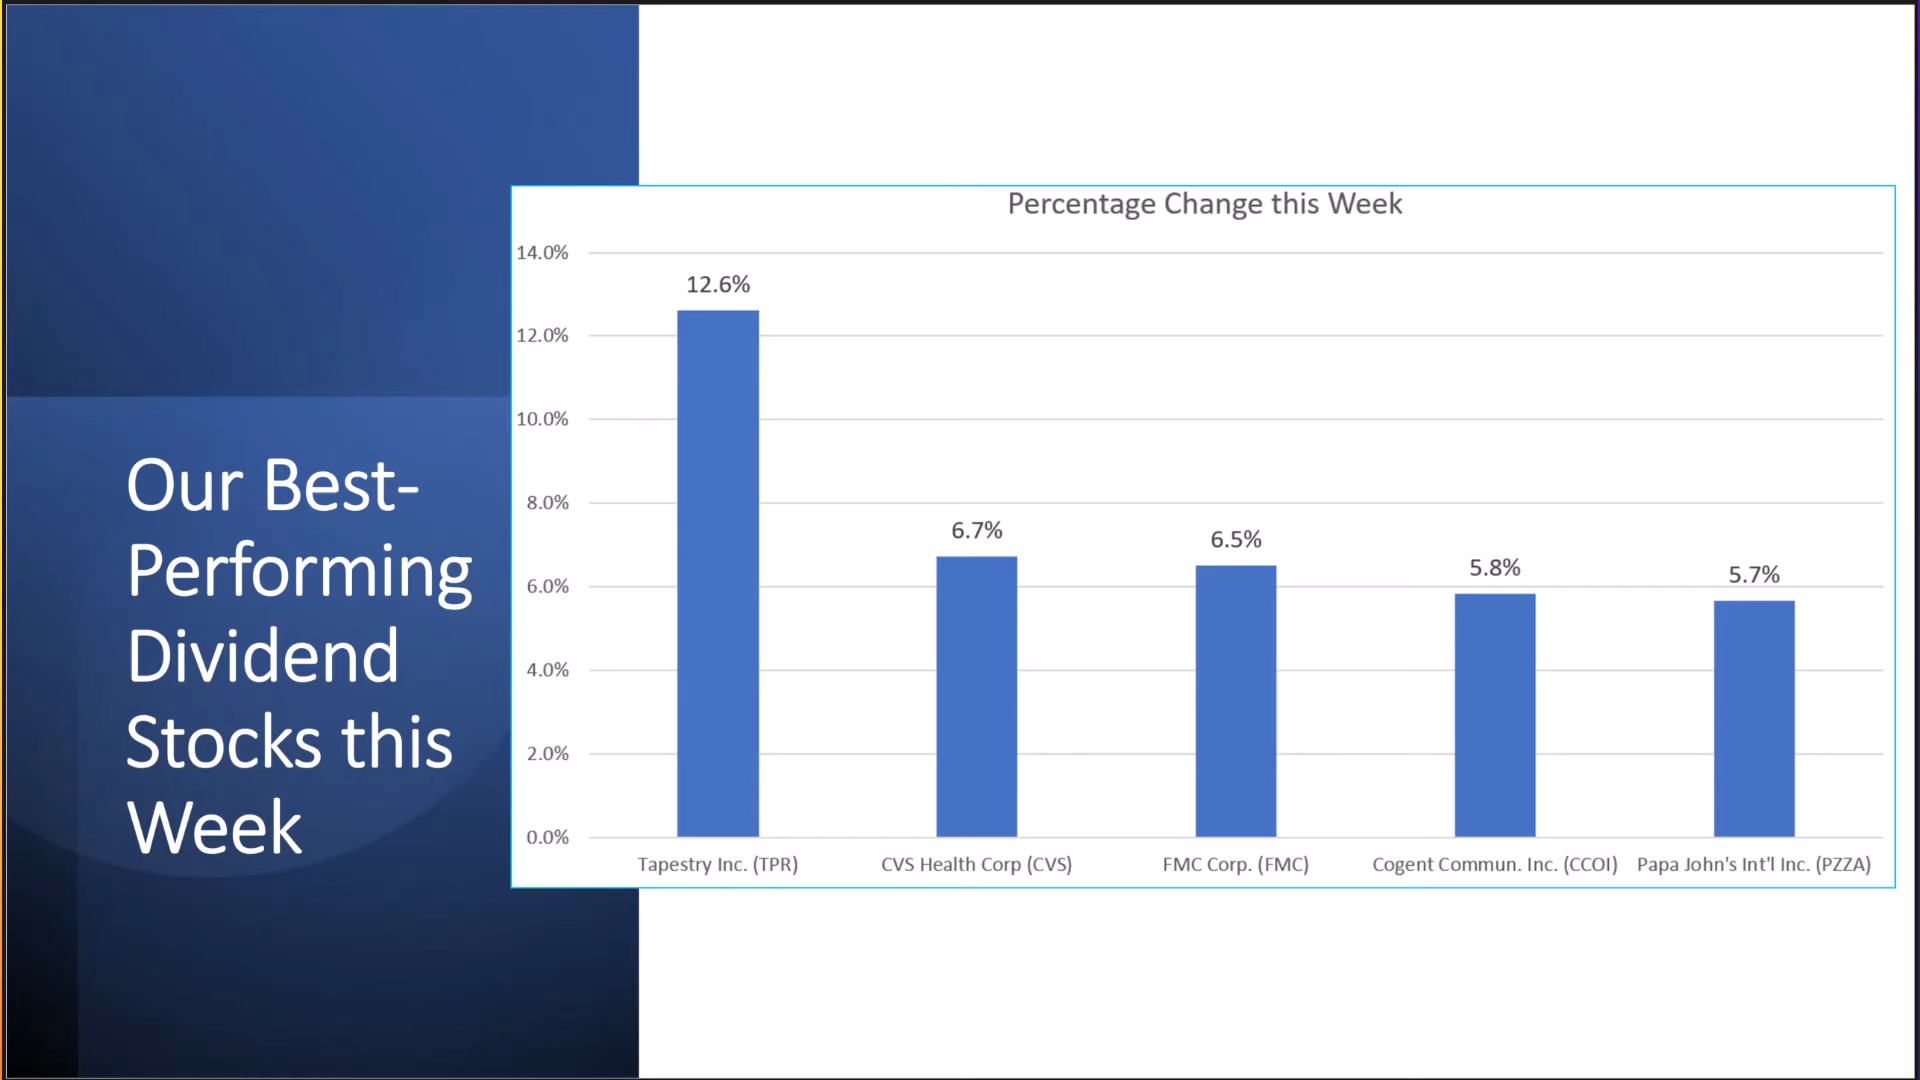 Our Best-
Performing
Dividend
Stocks this
Week
Percentage Change this Week
14.0%
12.0%
10.0%
8.0%
6.0%
4.0%
2.0%
0.0%
12.6%
6.7%
6.5%
5.8%
5.7%
Tapestry Inc. (TPR)
CVS Health Corp (CVS)
FMC Corp. (FMC)
Cogent Commun. Inc. (CCOI)
Papa John's Int'l Inc. (PZZA)